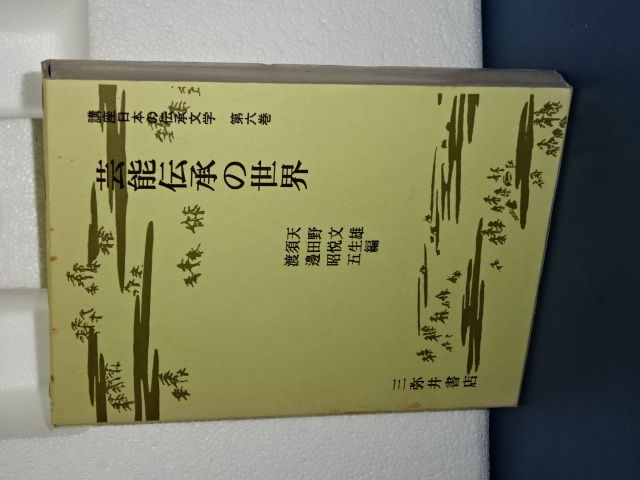 講座日本の伝承文学 第六巻
芸能伝承の世界
天野文雄
須田悦生
渡邊昭五
編
三弥井書店